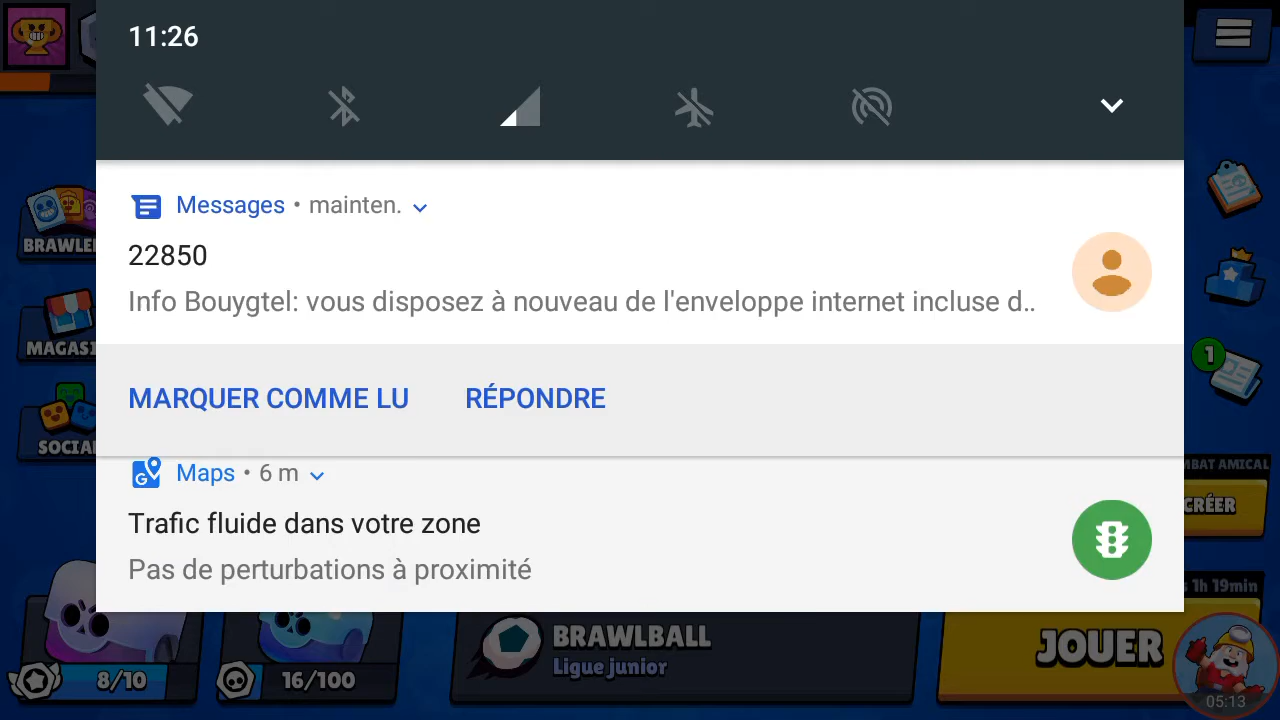 11:26
Messages • mainten.
22850
Info Bouygtel: vous disposez à nouveau de l'enveloppe internet incluse d..
MARQUER COMME LU RÉPONDRE
Maps • 6 m
Trafic fluide dans votre zone
Pas de perturbations à proximité
BRAWLE
MAGASI
SOCIA
1
MBAT AMICAL
CRÉER
s 1h 19min
8/10
16/100
BRAWLBALL
Ligue junior
JOUER
05:13